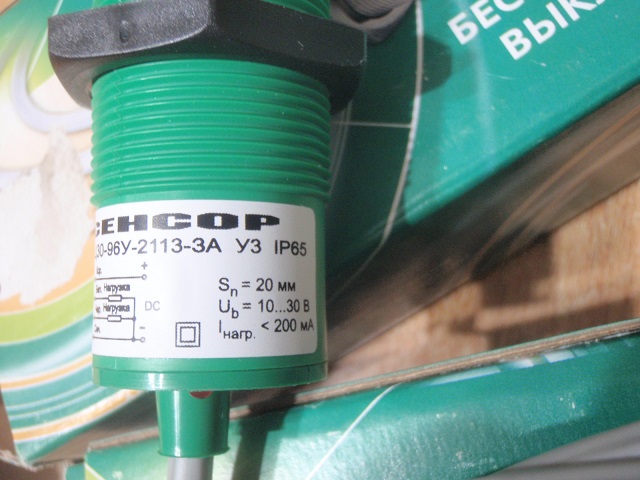 БЕС
ВЫК
СЕНСОР
.30-96У-2113-3А У3 IP65
+
Нагрузка
Нагрузка
DC
-
Sn = 20 мм
Ub = 10...30 В
Iнагр. < 200 мА